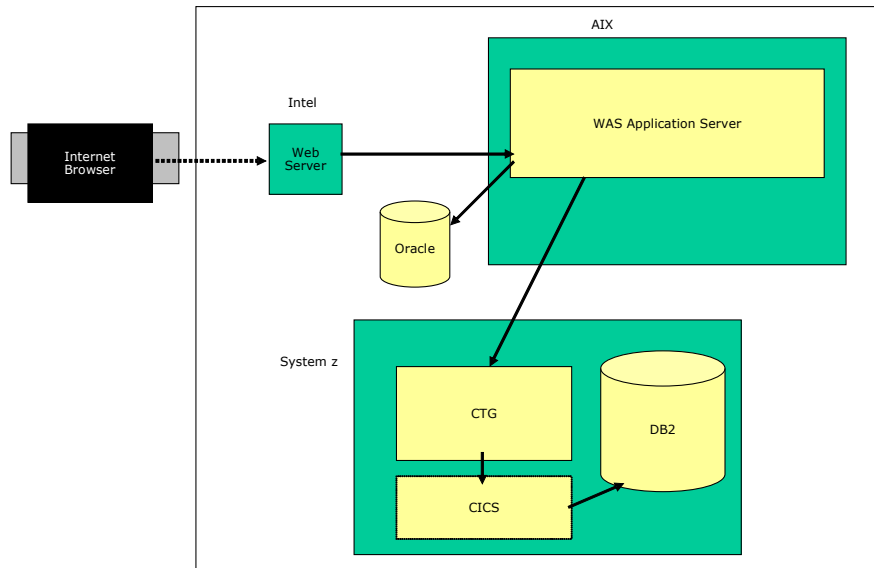 AIX
Intel
WAS Application Server
Internet
Browser
Web
Server
Oracle
System z
CTG
DB2
CICS